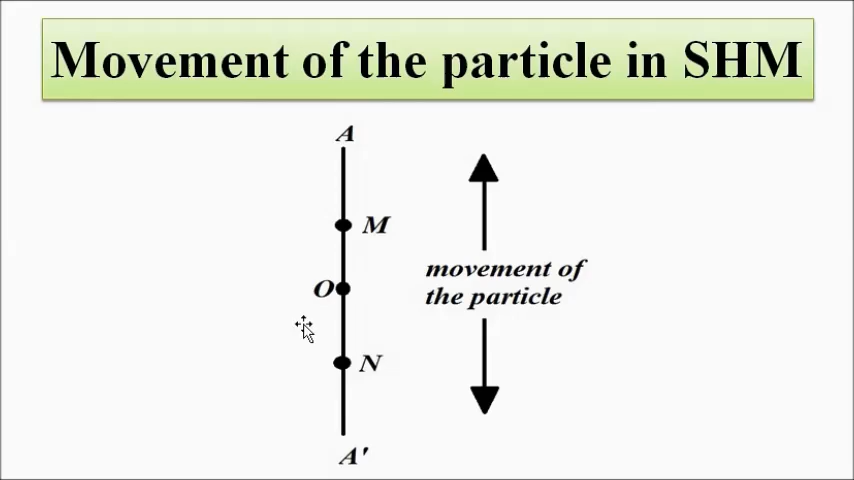 Movement of the particle in SHM
A
M
O
movement of
the particle
N
A'